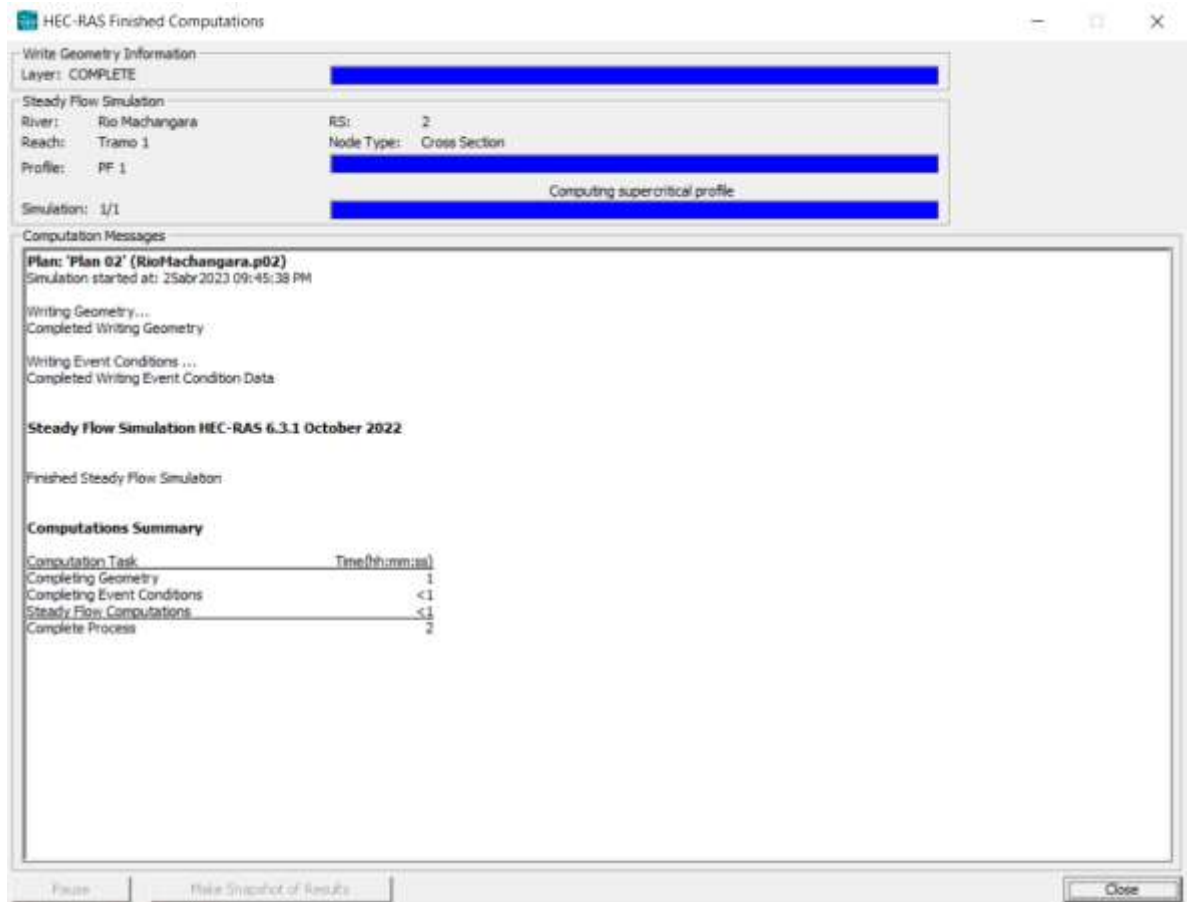 HEC-RAS Finished Computations
Write Geometry Information
Layer: COMPLETE
Steady Flow Simulation
River: Rio Machangara RS: 2
Reach: Tramo 1 Node Type: Cross Section
Profile: PF 1
Computing supercritical profile
Simulation: 1/1
Computation Messages
Plan: 'Plan 02' (RioMachangara.p02)
Simulation started at: 25abr2023 09:45:38 PM
Writing Geometry...
Completed Writing Geometry
Writing Event Conditions ...
Completed Writing Event Condition Data
Steady Flow Simulation HEC-RAS 6.3.1 October 2022
Finished Steady Flow Simulation
Computations Summary
Computation Task Time(hh:mm:ss)
Completing Geometry 1
Completing Event Conditions <1
Steady Flow Computations <1
Complete Process 2
Pause Make Snapshot of Results Close